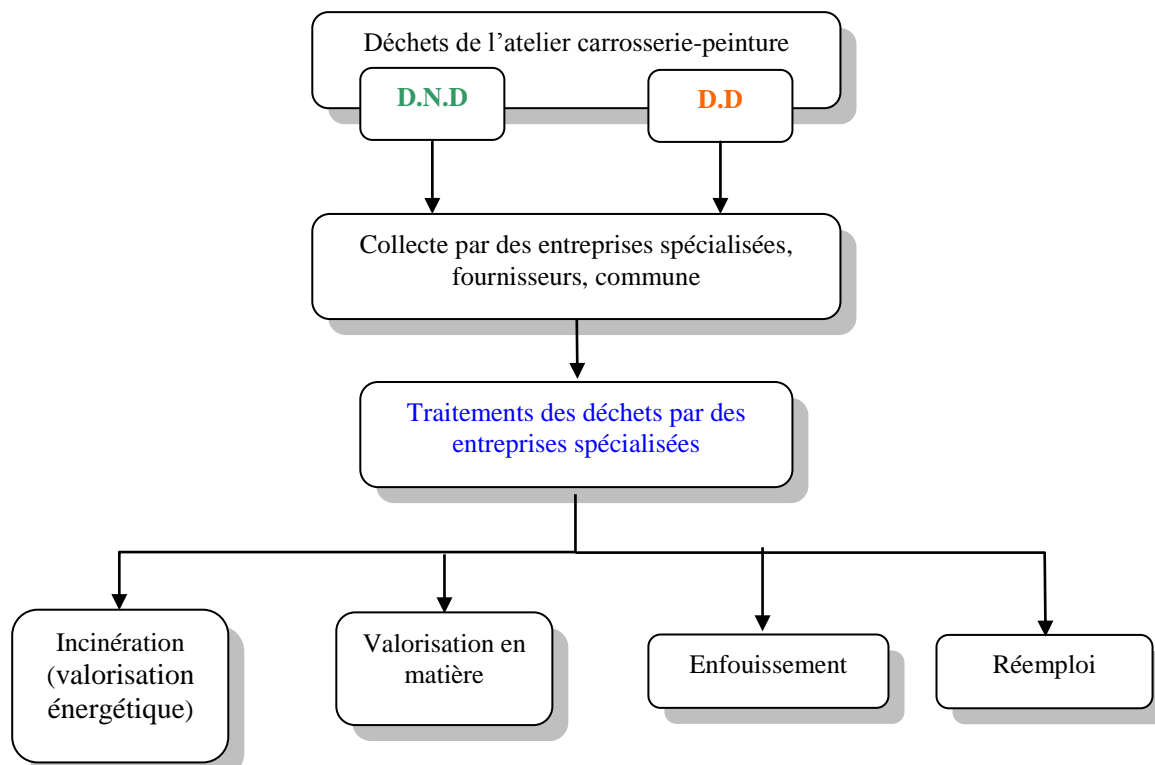 Déchets de l’atelier carrosserie-peinture
D.N.D
D.D
Collecte par des entreprises spécialisées,
fournisseurs, commune
Traitements des déchets par des
entreprises spécialisées
Incinération
(valorisation
énergétique)
Valorisation en
matière
Enfouissement
Réemploi